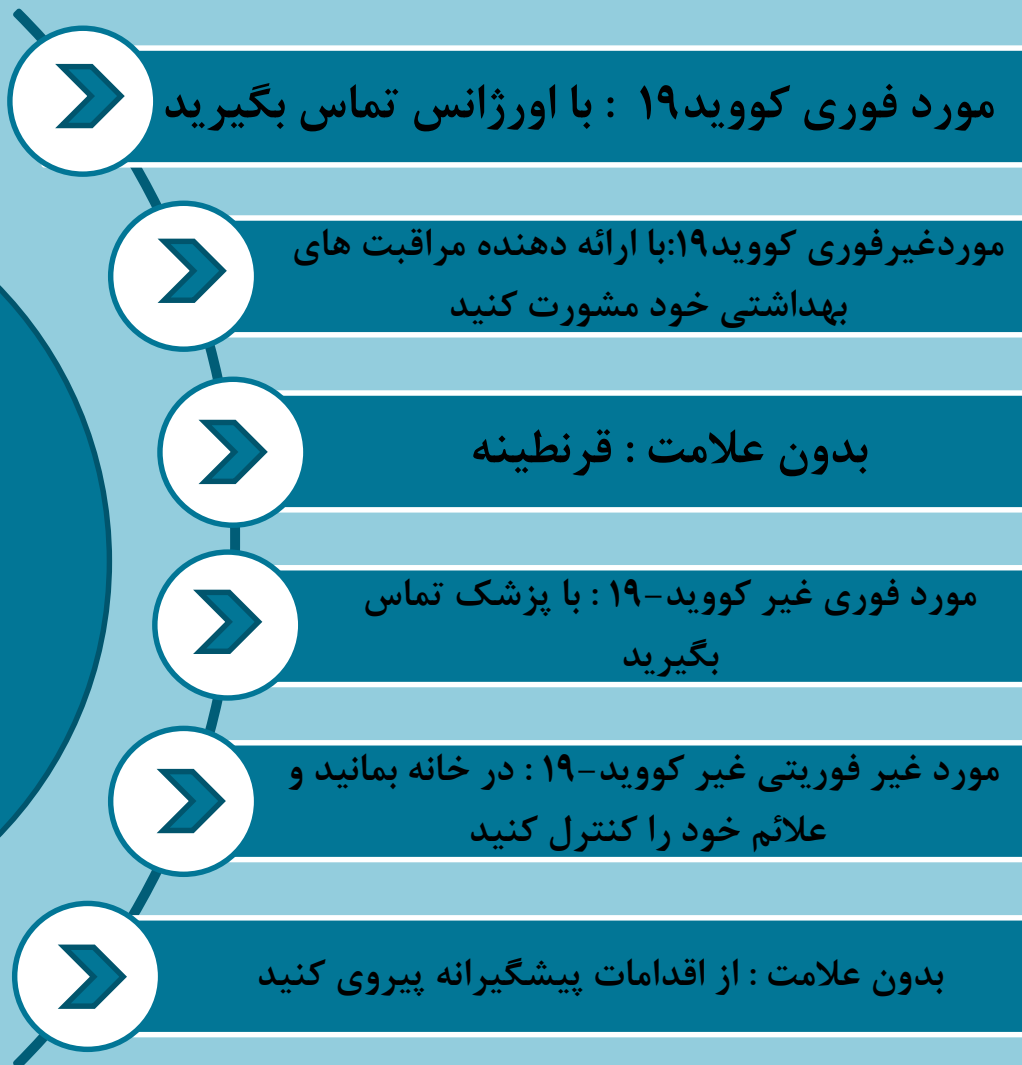 مورد فوری کووید۱۹ : با اورژانس تماس بگیرید
موردغیرفوری کووید۱۹:با ارائه دهنده مراقبت های
بهداشتی خود مشورت کنید
بدون علامت : قرنطینه
مورد فوری غیر کووید-۱۹ : با پزشک تماس
بگیرید
مورد غیر فوریتی غیر کووید-۱۹ : در خانه بمانید و
علائم خود را کنترل کنید
بدون علامت : از اقدامات پیشگیرانه پیروی کنید